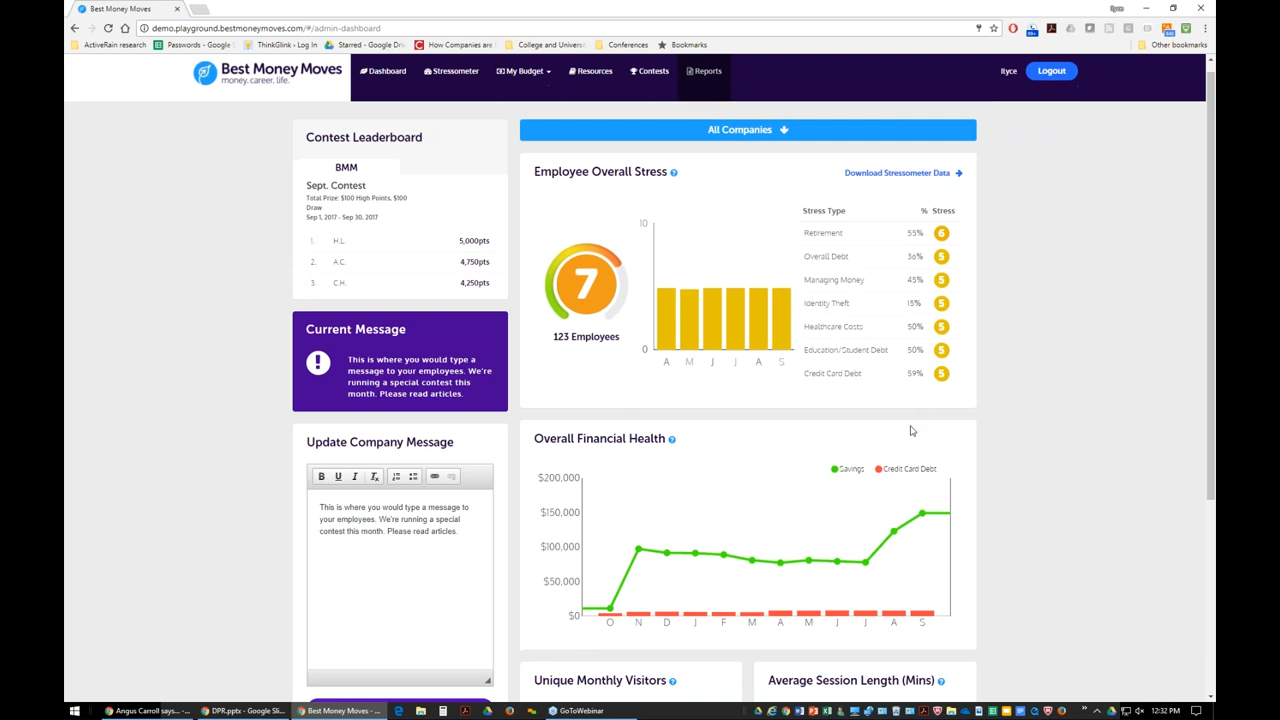 Best Money Moves
Ilyce
demo.playground.bestmoneymoves.com/#/admin-dashboard
ActiveRain research
Passwords - Google
ThinkGlink › Log In
Starred - Google Dri
How Companies are
College and Univers
Conferences
Bookmarks
Other bookmarks
Best Money Moves
money. career. life.
Dashboard
Stressometer
My Budget
Resources
Contests
Reports
Ilyce
Logout
Contest Leaderboard
BMM
Sept. Contest
Total Prize: $100 High Points, $100
Draw
Sep 1, 2017 - Sep 30, 2017
1. H.L. 5,000pts
2. A.C. 4,750pts
3. C.H. 4,250pts
Current Message
This is where you would type a
message to your employees. We're
running a special contest this
month. Please read articles.
Update Company Message
B U I Tx
This is where you would type a message to
your employees. We're running a special
contest this month. Please read articles.
All Companies
Employee Overall Stress
Download Stressometer Data
7
123 Employees
10
0
A M J J A S
Stress Type % Stress
Retirement 55% 6
Overall Debt 36% 5
Managing Money 45% 5
Identity Theft 15% 5
Healthcare Costs 50% 5
Education/Student Debt 50% 5
Credit Card Debt 59% 5
Overall Financial Health
Savings Credit Card Debt
$200,000
$150,000
$100,000
$50,000
$0
O N D J F M A M J J A S
Unique Monthly Visitors
Average Session Length (Mins)
Angus Carroll says...
DPR.pptx - Google Sli...
Best Money Moves - ...
GoToWebinar
12:32 PM